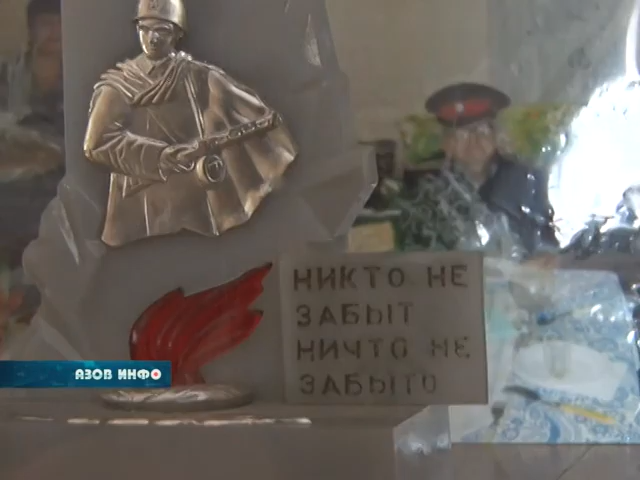 НИКТО НЕ
ЗАБЫТ
НИЧТО НЕ
ЗАБЫТО
АЗОВ ИНФО